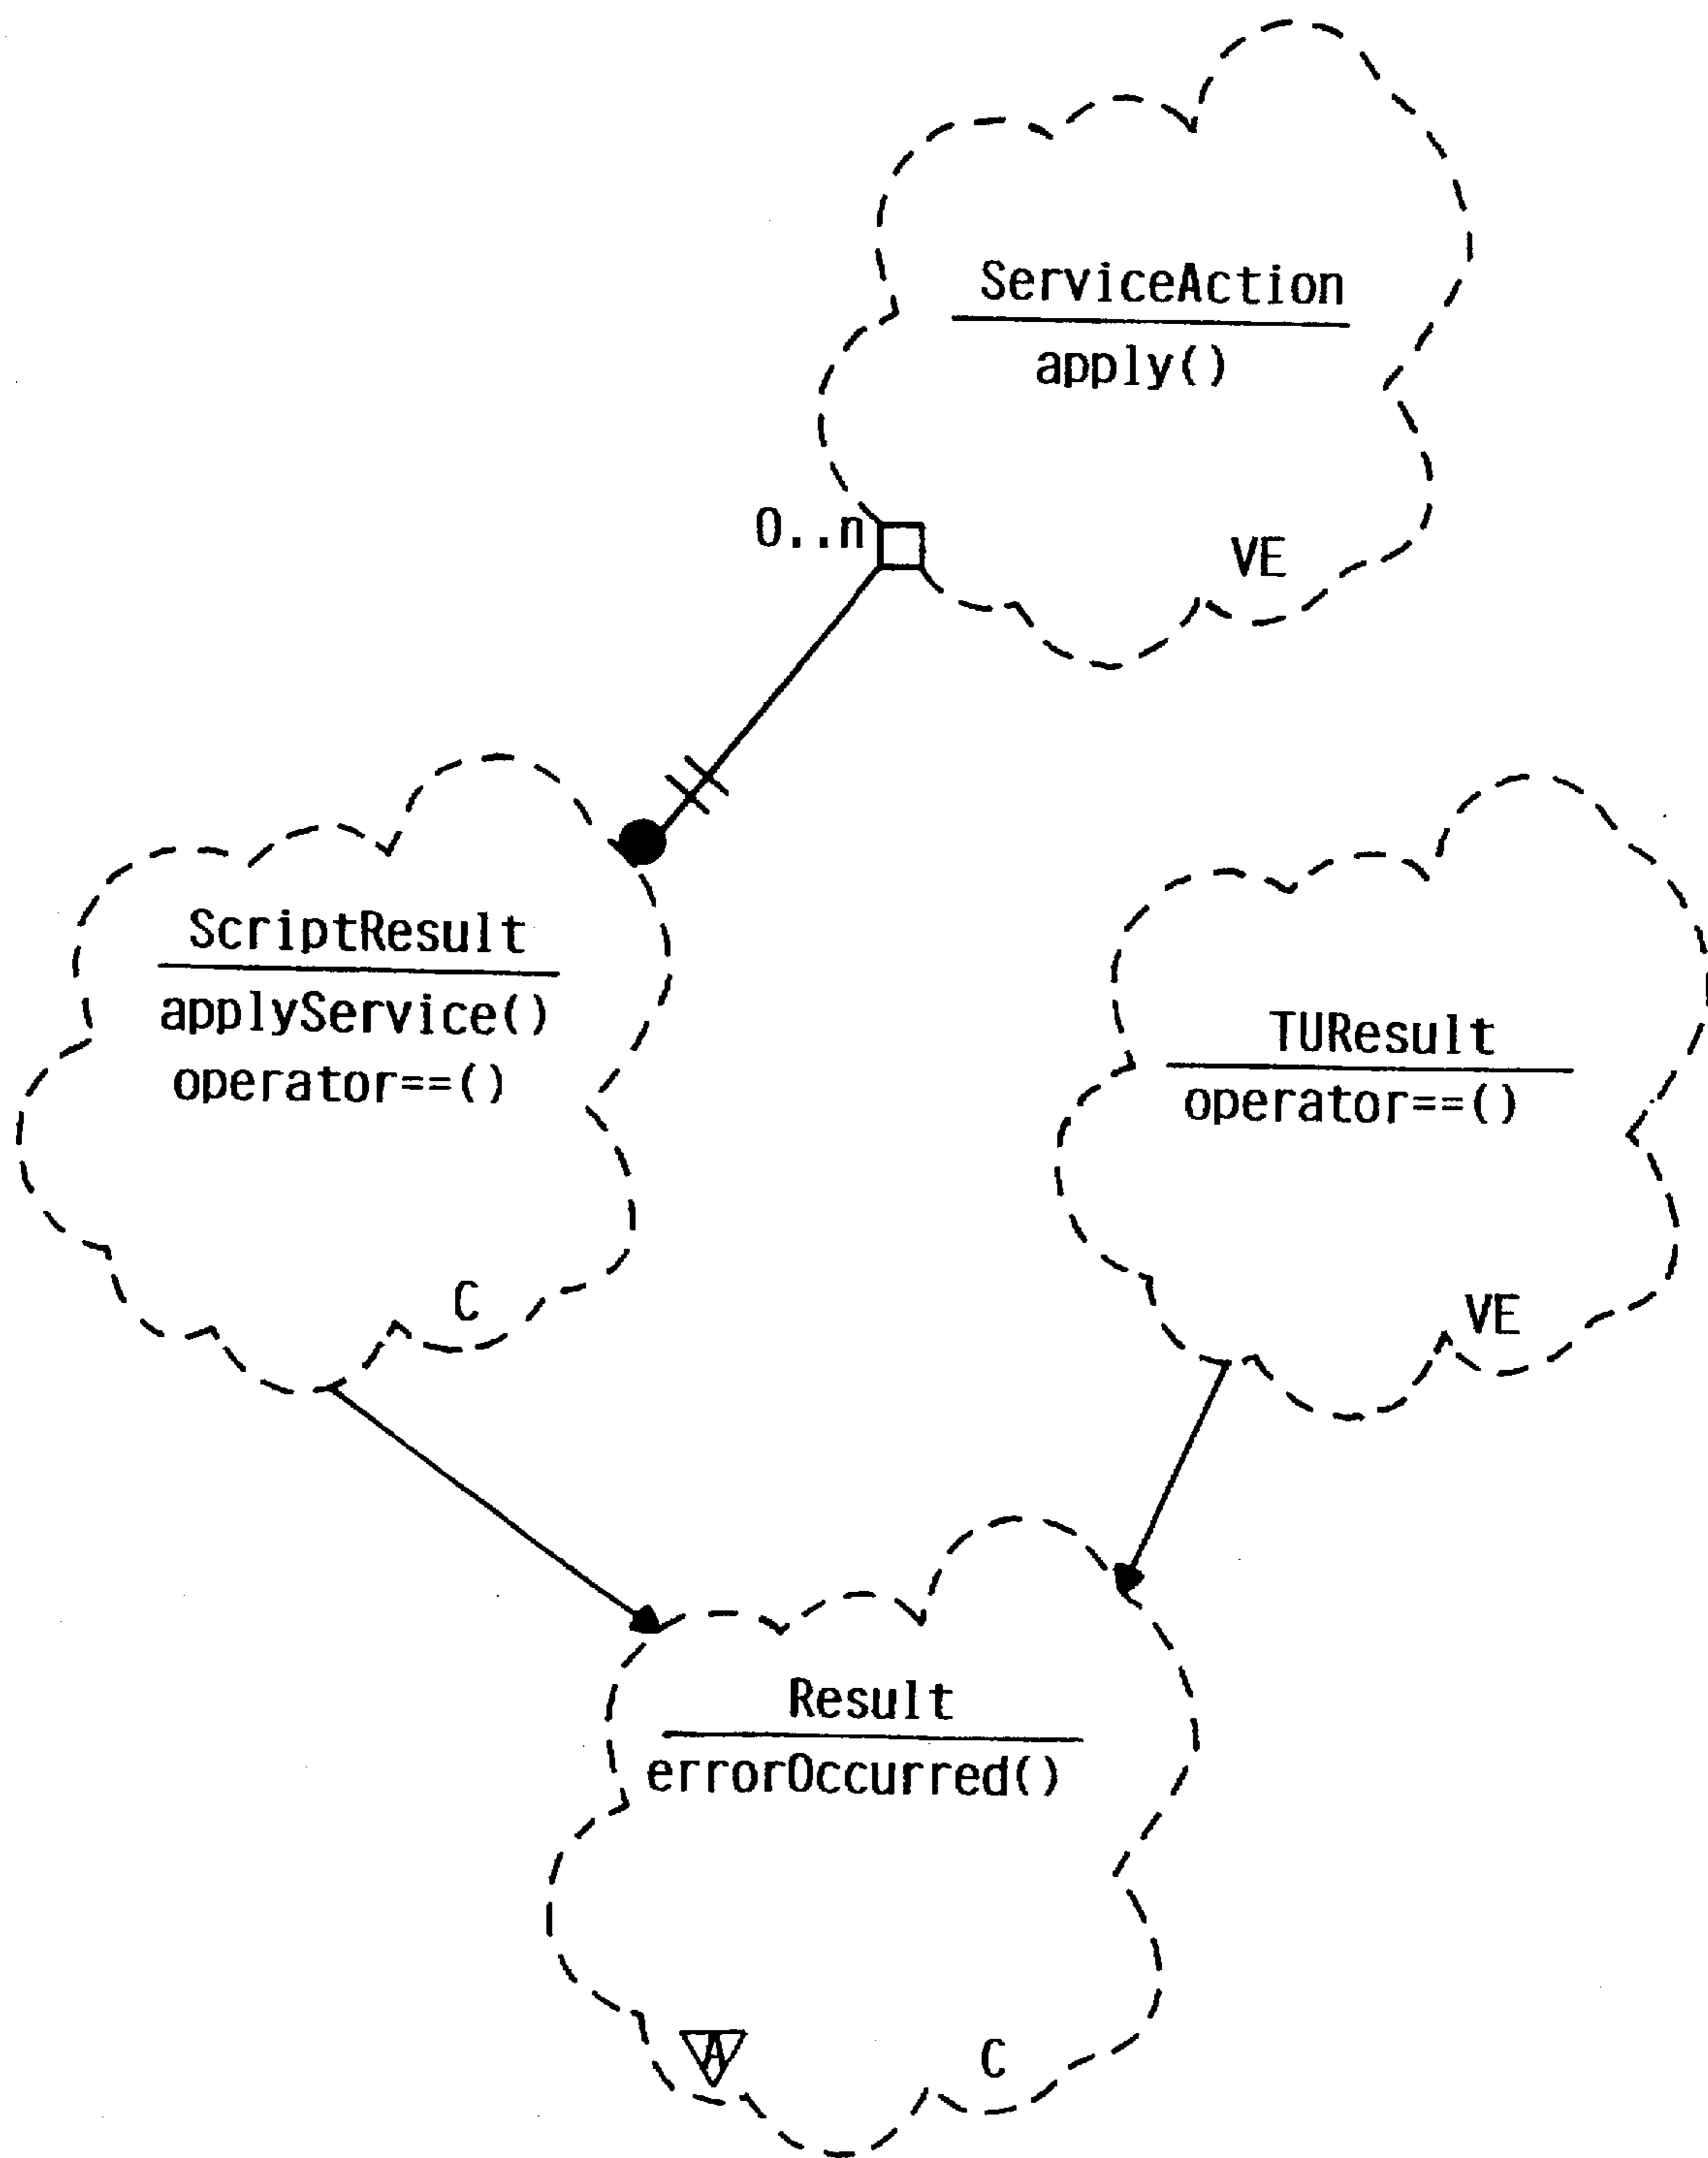 ServiceAction
apply()
0..n
VE
ScriptResult
applyService()
operator==()
C
TUResult
operator==()
VE
Result
errorOccurred()
A
C